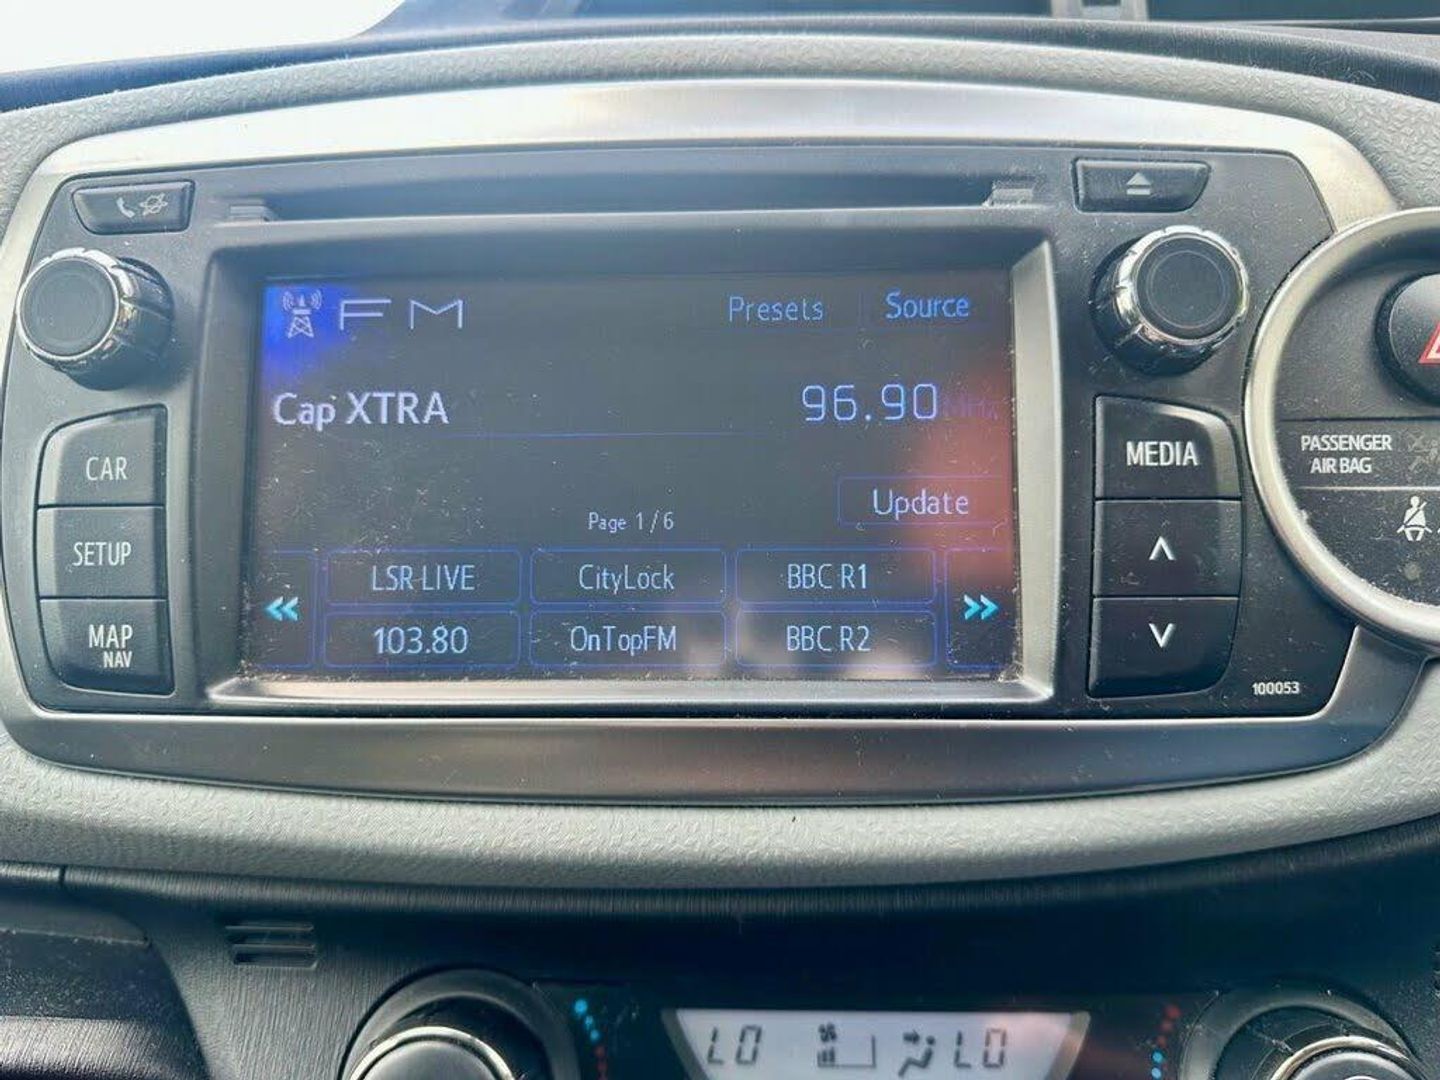 FM Presets Source
Cap XTRA 96.90 MHz
Update
Page 1 / 6
LSR LIVE CityLock BBC R1
103.80 OnTopFM BBC R2
CAR
SETUP
MAP
NAV
MEDIA
100053
PASSENGER
AIR BAG
LO LO